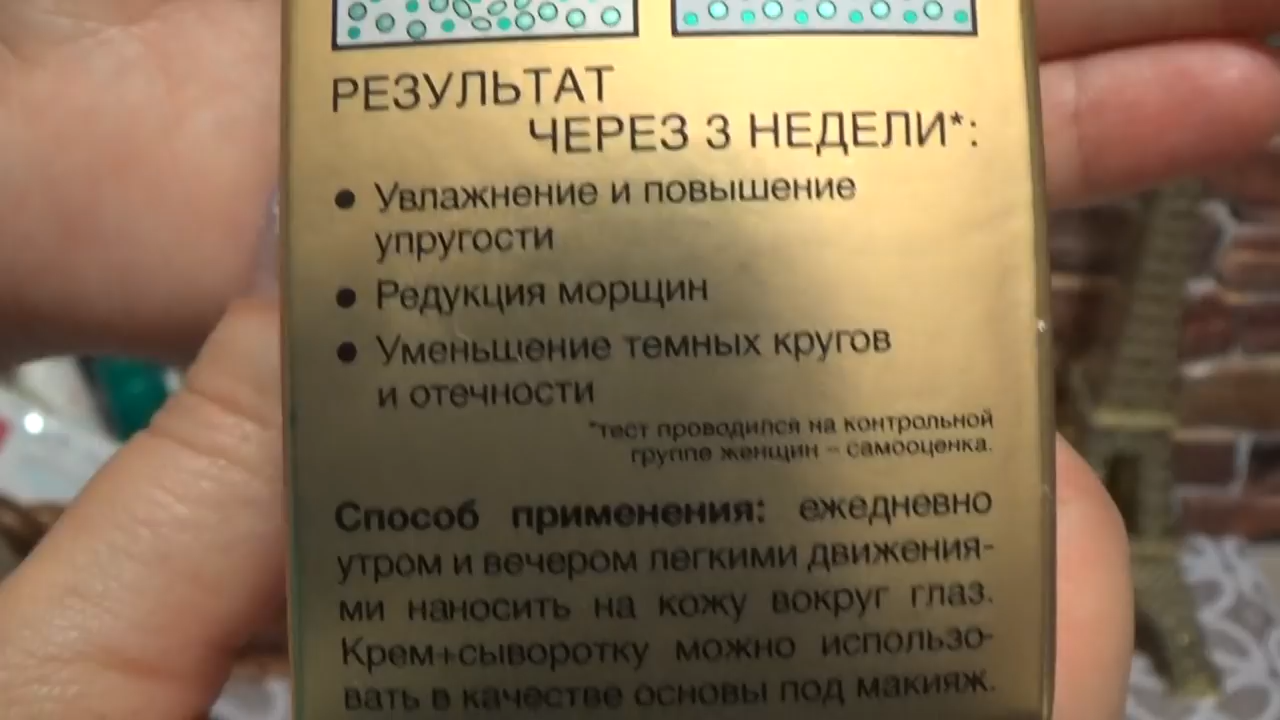 РЕЗУЛЬТАТ
ЧЕРЕЗ 3 НЕДЕЛИ*:
● Увлажнение и повышение
упругости
● Редукция морщин
● Уменьшение темных кругов
и отечности
*тест проводился на контрольной
группе женщин – самооценка.
Способ применения: ежедневно
утром и вечером легкими движения-
ми наносить на кожу вокруг глаз.
Крем+сыворотку можно использо-
вать в качестве основы под макияж.